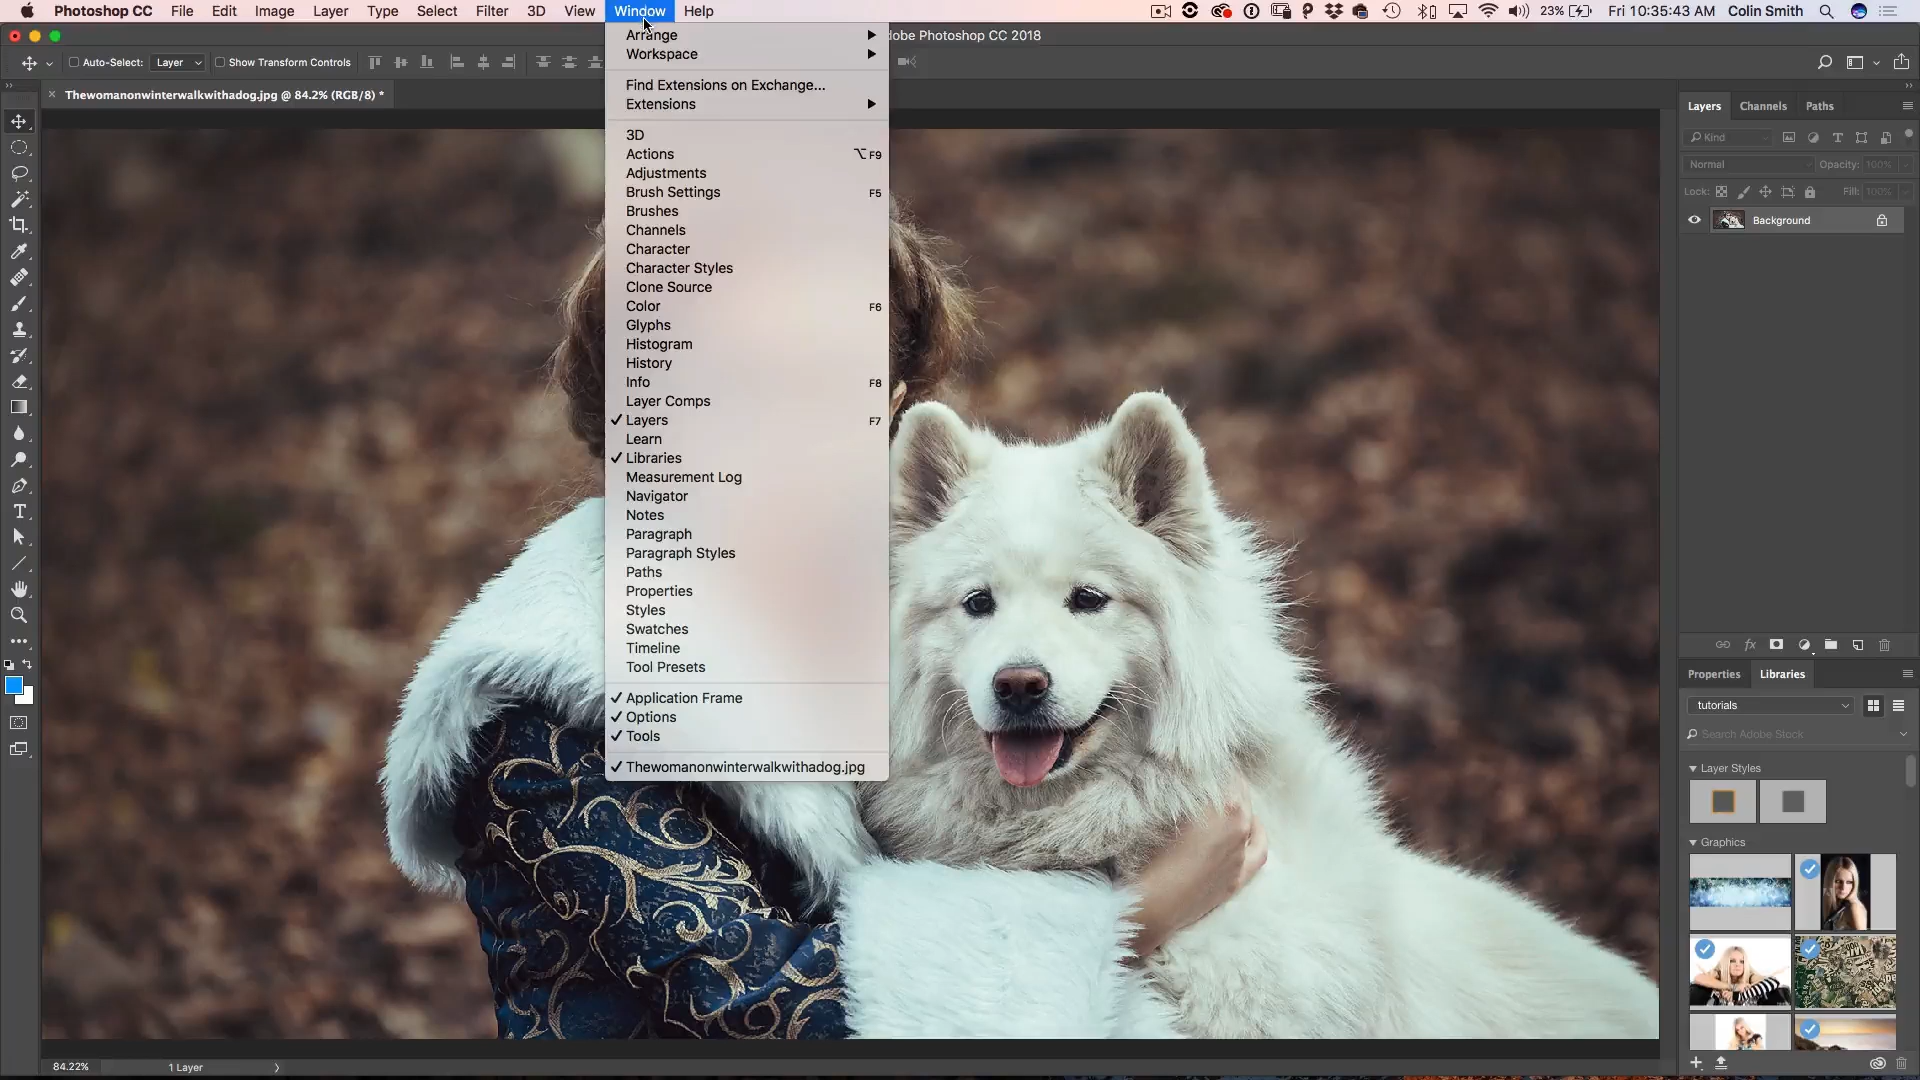 Photoshop CC File Edit Image Layer Type Select Filter 3D View Window Help 23% Fri 10:35:43 AM Colin Smith
Adobe Photoshop CC 2018
Auto-Select: Layer Show Transform Controls
Thewomanonwinterwalkwithadog.jpg @ 84.2% (RGB/8) *
Arrange
Workspace
Find Extensions on Exchange...
Extensions
3D
Actions ⌥F9
Adjustments
Brush Settings F5
Brushes
Channels
Character
Character Styles
Clone Source
Color F6
Glyphs
Histogram
History
Info F8
Layer Comps
✓ Layers F7
Learn
✓ Libraries
Measurement Log
Navigator
Notes
Paragraph
Paragraph Styles
Paths
Properties
Styles
Swatches
Timeline
Tool Presets
✓ Application Frame
✓ Options
✓ Tools
✓ Thewomanonwinterwalkwithadog.jpg
Layers Channels Paths
Kind
Normal Opacity: 100%
Lock: Fill: 100%
Background
Properties Libraries
tutorials
Search Adobe Stock
Layer Styles
Graphics
84.22% 1 Layer